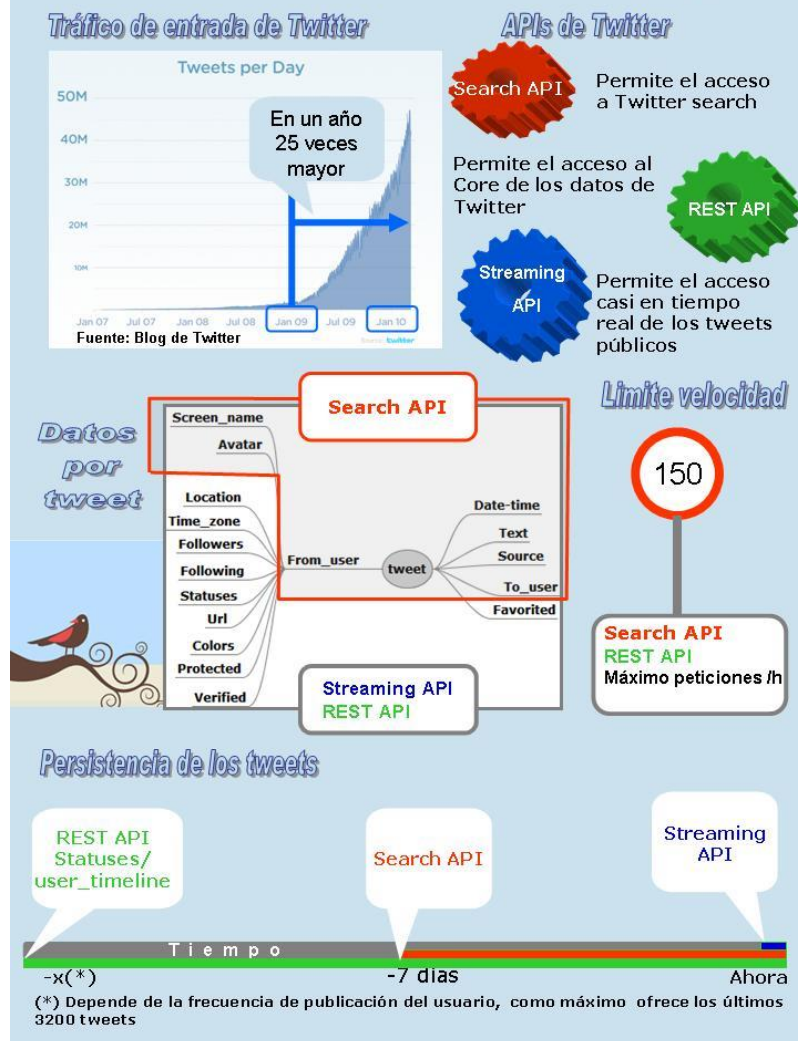 Tráfico de entrada de Twitter
Tweets per Day
50M
40M
30M
20M
10M
En un año
25 veces
mayor
Jan 07
Jul 07
Jan 08
Jul 08
Jan 09
Jul 09
Jan 10
Fuente: Blog de Twitter
twitter
APIs de Twitter
Search API
Permite el acceso
a Twitter search
Permite el acceso al
Core de los datos de
Twitter
REST API
Streaming
API
Permite el acceso
casi en tiempo
real de los tweets
públicos
Datos
por
tweet
Search API
Screen_name
Avatar
Location
Time_zone
Followers
Following
Statuses
Url
Colors
Protected
Verified
From_user
tweet
Date-time
Text
Source
To_user
Favorited
Streaming API
REST API
Limite velocidad
150
Search API
REST API
Máximo peticiones /h
Persistencia de los tweets
REST API
Statuses/
user_timeline
Search API
Streaming
API
Tiempo
-x(*)
-7 dias
Ahora
(*) Depende de la frecuencia de publicación del usuario, como máximo ofrece los últimos
3200 tweets